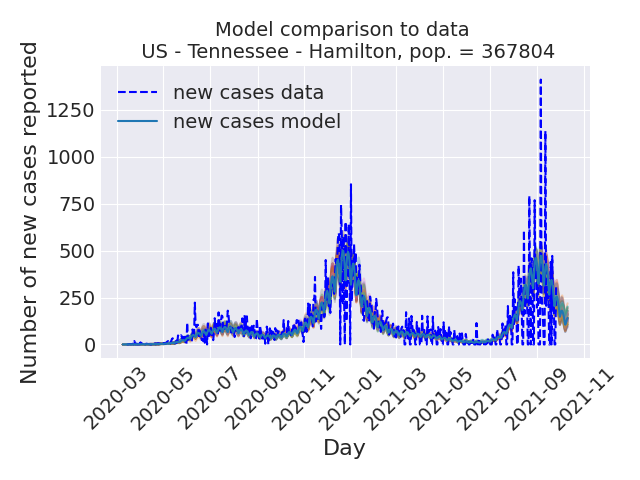 Model comparison to data
US - Tennessee - Hamilton, pop. = 367804
Number of new cases reported
1250
1000
750
500
250
0
new cases data
new cases model
2020-03
2020-05
2020-07
2020-09
2020-11
2021-01
2021-03
2021-05
2021-07
2021-09
2021-11
Day